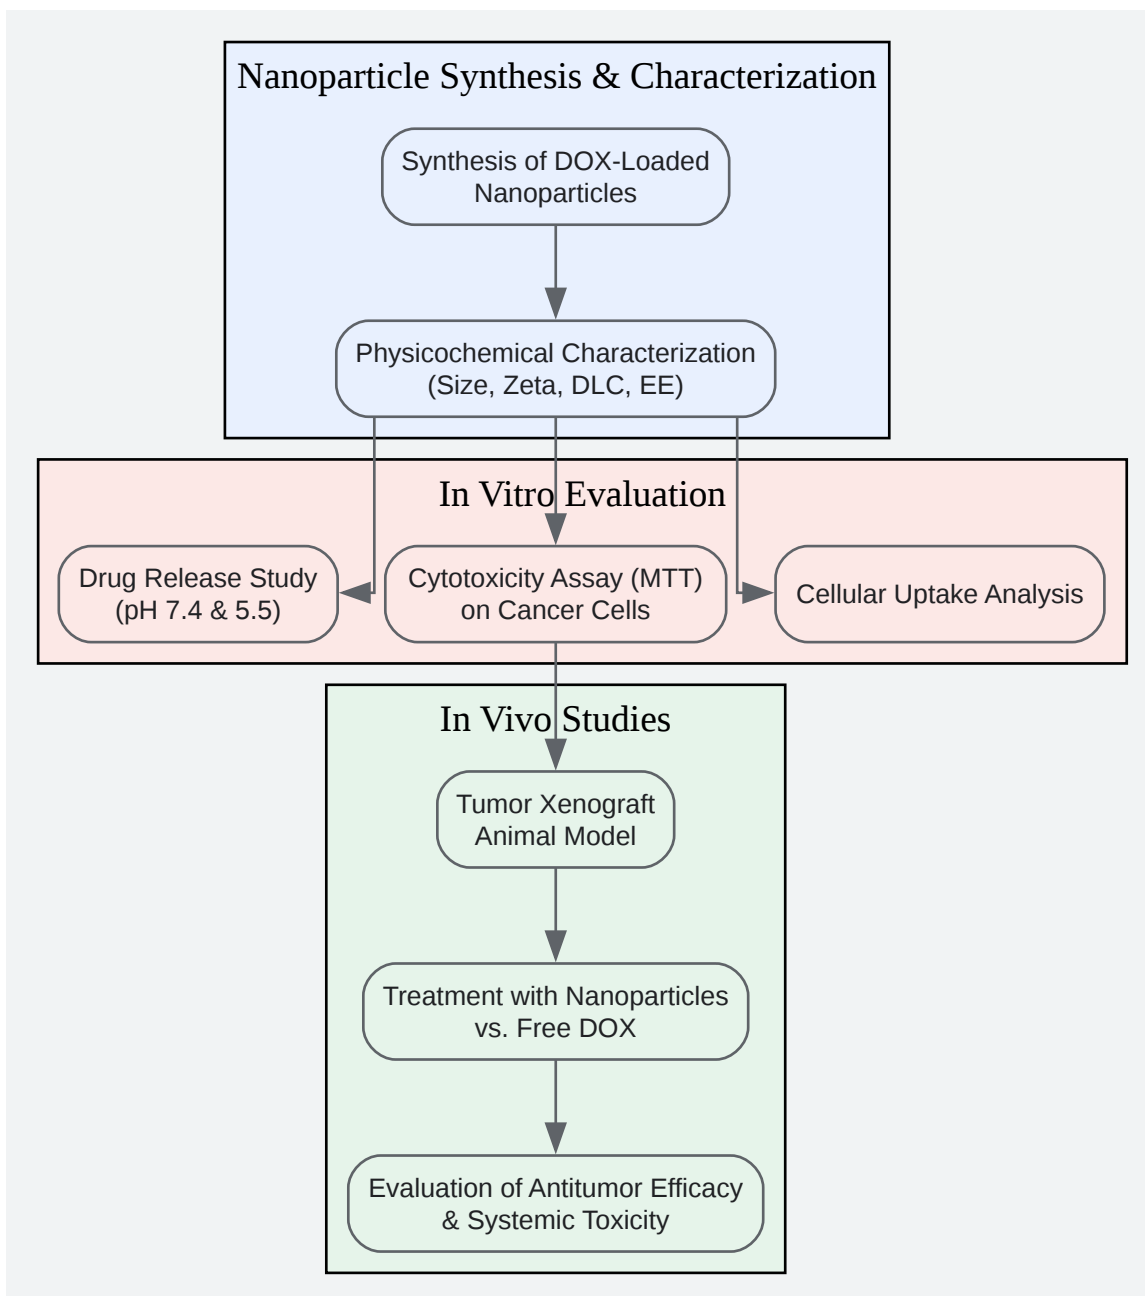 Nanoparticle Synthesis & Characterization
Synthesis of DOX-Loaded
Nanoparticles
Physicochemical Characterization
(Size, Zeta, DLC, EE)
In Vitro Evaluation
Drug Release Study
(pH 7.4 & 5.5)
Cytotoxicity Assay (MTT)
on Cancer Cells
Cellular Uptake Analysis
In Vivo Studies
Tumor Xenograft
Animal Model
Treatment with Nanoparticles
vs. Free DOX
Evaluation of Antitumor Efficacy
& Systemic Toxicity